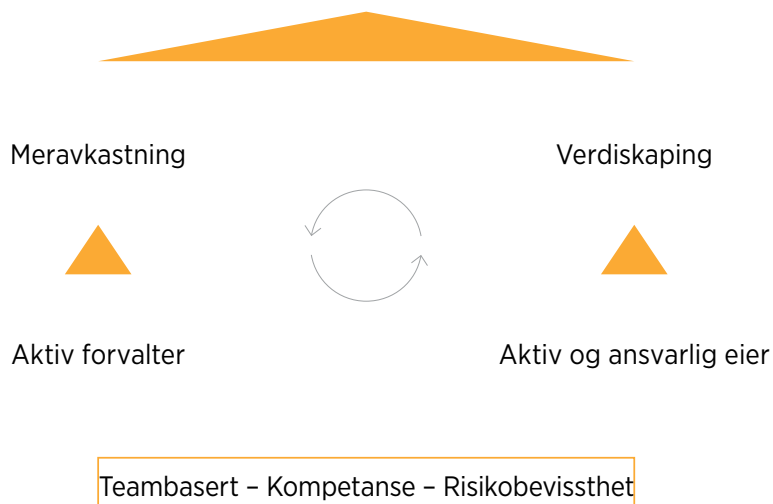 Meravkastning
Verdiskaping
Aktiv forvalter
Aktiv og ansvarlig eier
Teambasert – Kompetanse – Risikobevissthet